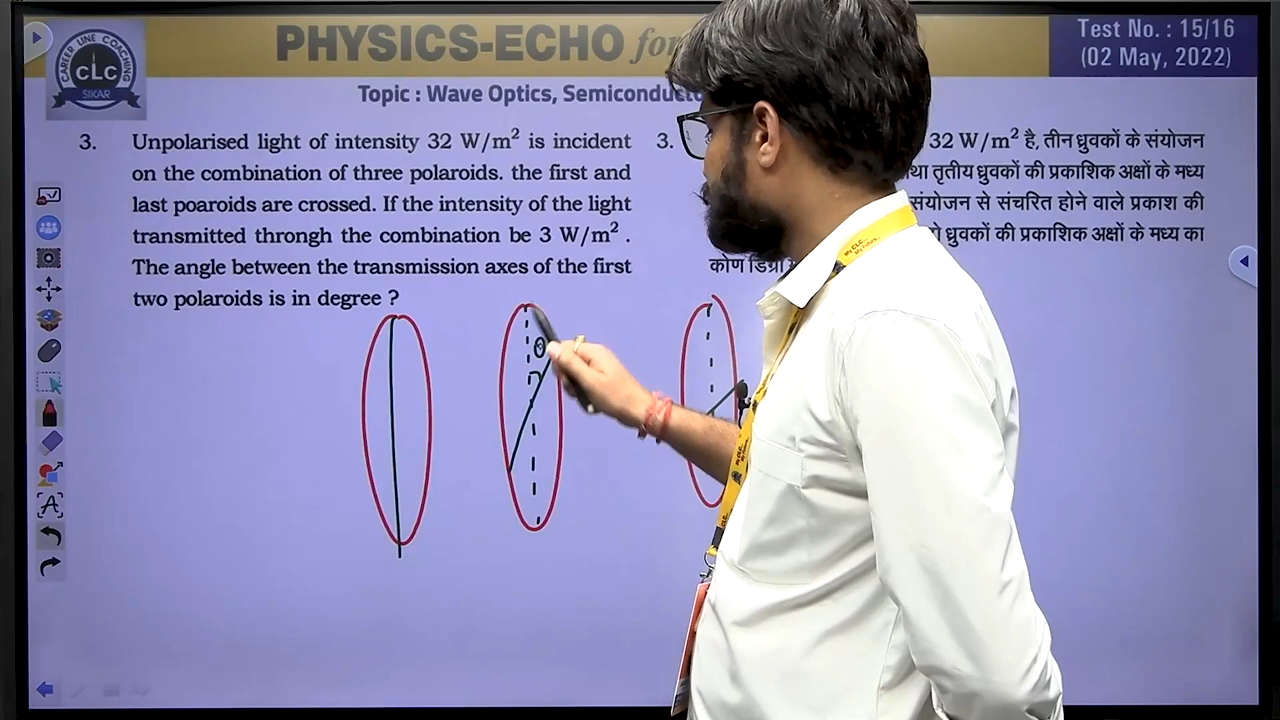 PHYSICS-ECHO for
Test No. : 15/16
(02 May, 2022)
CAREER LINE COACHING
CLC
SIKAR
Topic : Wave Optics,
3. Unpolarised light of intensity 32 W/m² is incident
on the combination of three polaroids. the first and
last poaroids are crossed. If the intensity of the light
transmitted throngh the combination be 3 W/m² .
The angle between the transmission axes of the first
two polaroids is in degree ?
3. 32 W/m² है, तीन ध्रुवकों के संयोजन
तृतीय ध्रुवकों की प्रकाशिक अक्षों के मध्य
संयोजन से संचरित होने वाले प्रकाश की
ध्रुवकों की प्रकाशिक अक्षों के मध्य का
कोण डिग्री
θ